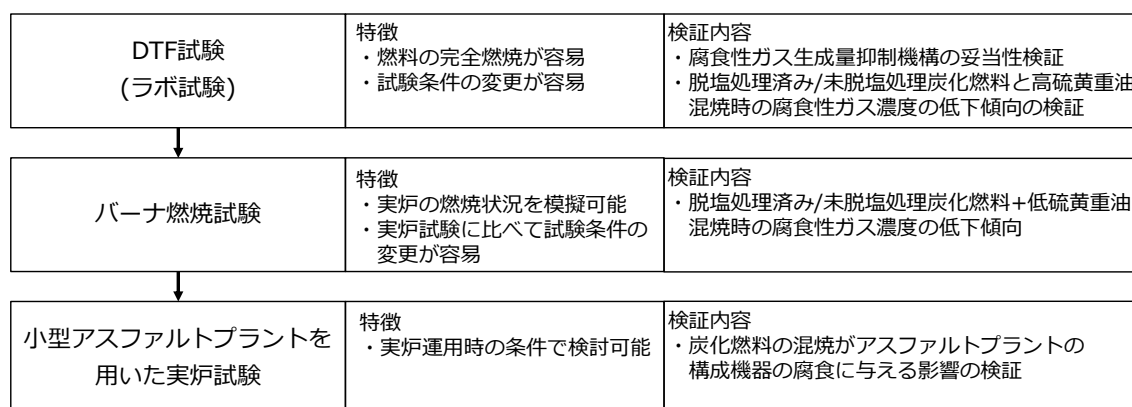 DTF試験
(ラボ試験)
特徴
・燃料の完全燃焼が容易
・試験条件の変更が容易
検証内容
・腐食性ガス生成量抑制機構の妥当性検証
・脱塩処理済み/未脱塩処理炭化燃料と高硫黄重油
混焼時の腐食性ガス濃度の低下傾向の検証
バーナ燃焼試験
特徴
・実炉の燃焼状況を模擬可能
・実炉試験に比べて試験条件の
変更が容易
検証内容
・脱塩処理済み/未脱塩処理炭化燃料+低硫黄重油
混焼時の腐食性ガス濃度の低下傾向
小型アスファルトプラントを
用いた実炉試験
特徴
・実炉運用時の条件で検討可能
検証内容
・炭化燃料の混焼がアスファルトプラントの
構成機器の腐食に与える影響の検証